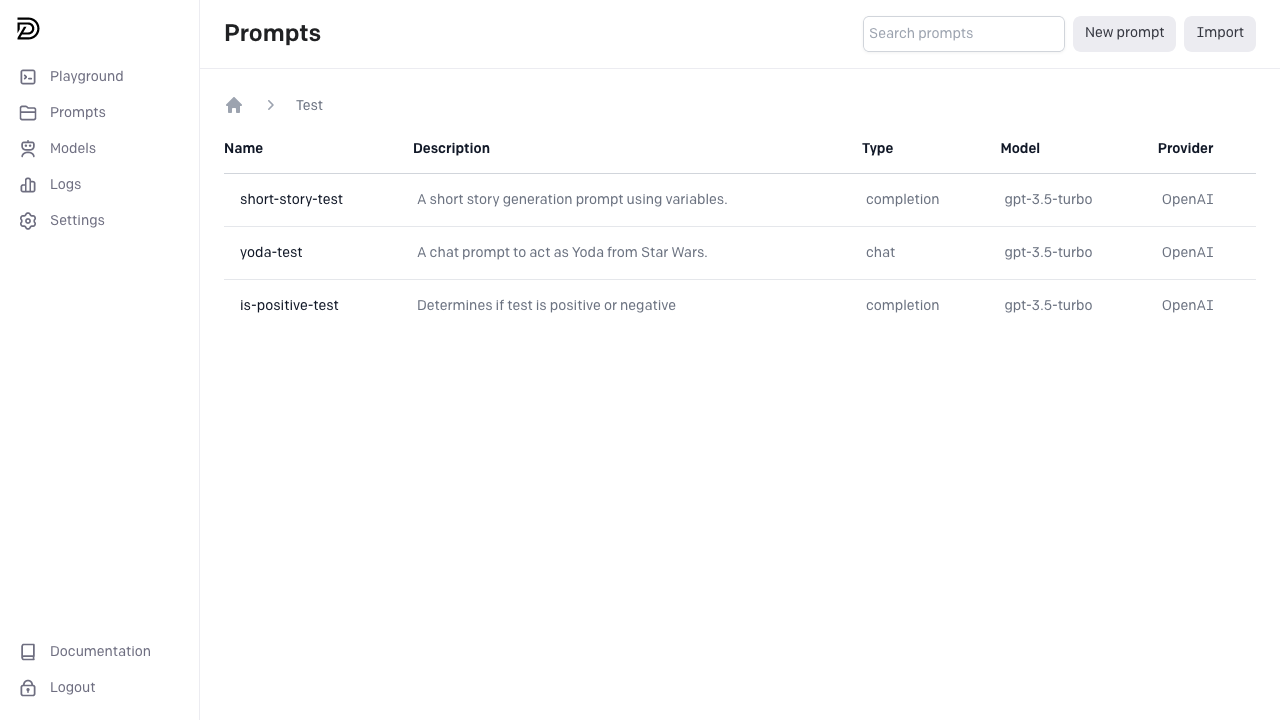 Prompts
Search prompts
New prompt
Import
Playground
Prompts
Models
Logs
Settings
Test
Name Description Type Model Provider
short-story-test A short story generation prompt using variables. completion gpt-3.5-turbo OpenAI
yoda-test A chat prompt to act as Yoda from Star Wars. chat gpt-3.5-turbo OpenAI
is-positive-test Determines if test is positive or negative completion gpt-3.5-turbo OpenAI
Documentation
Logout